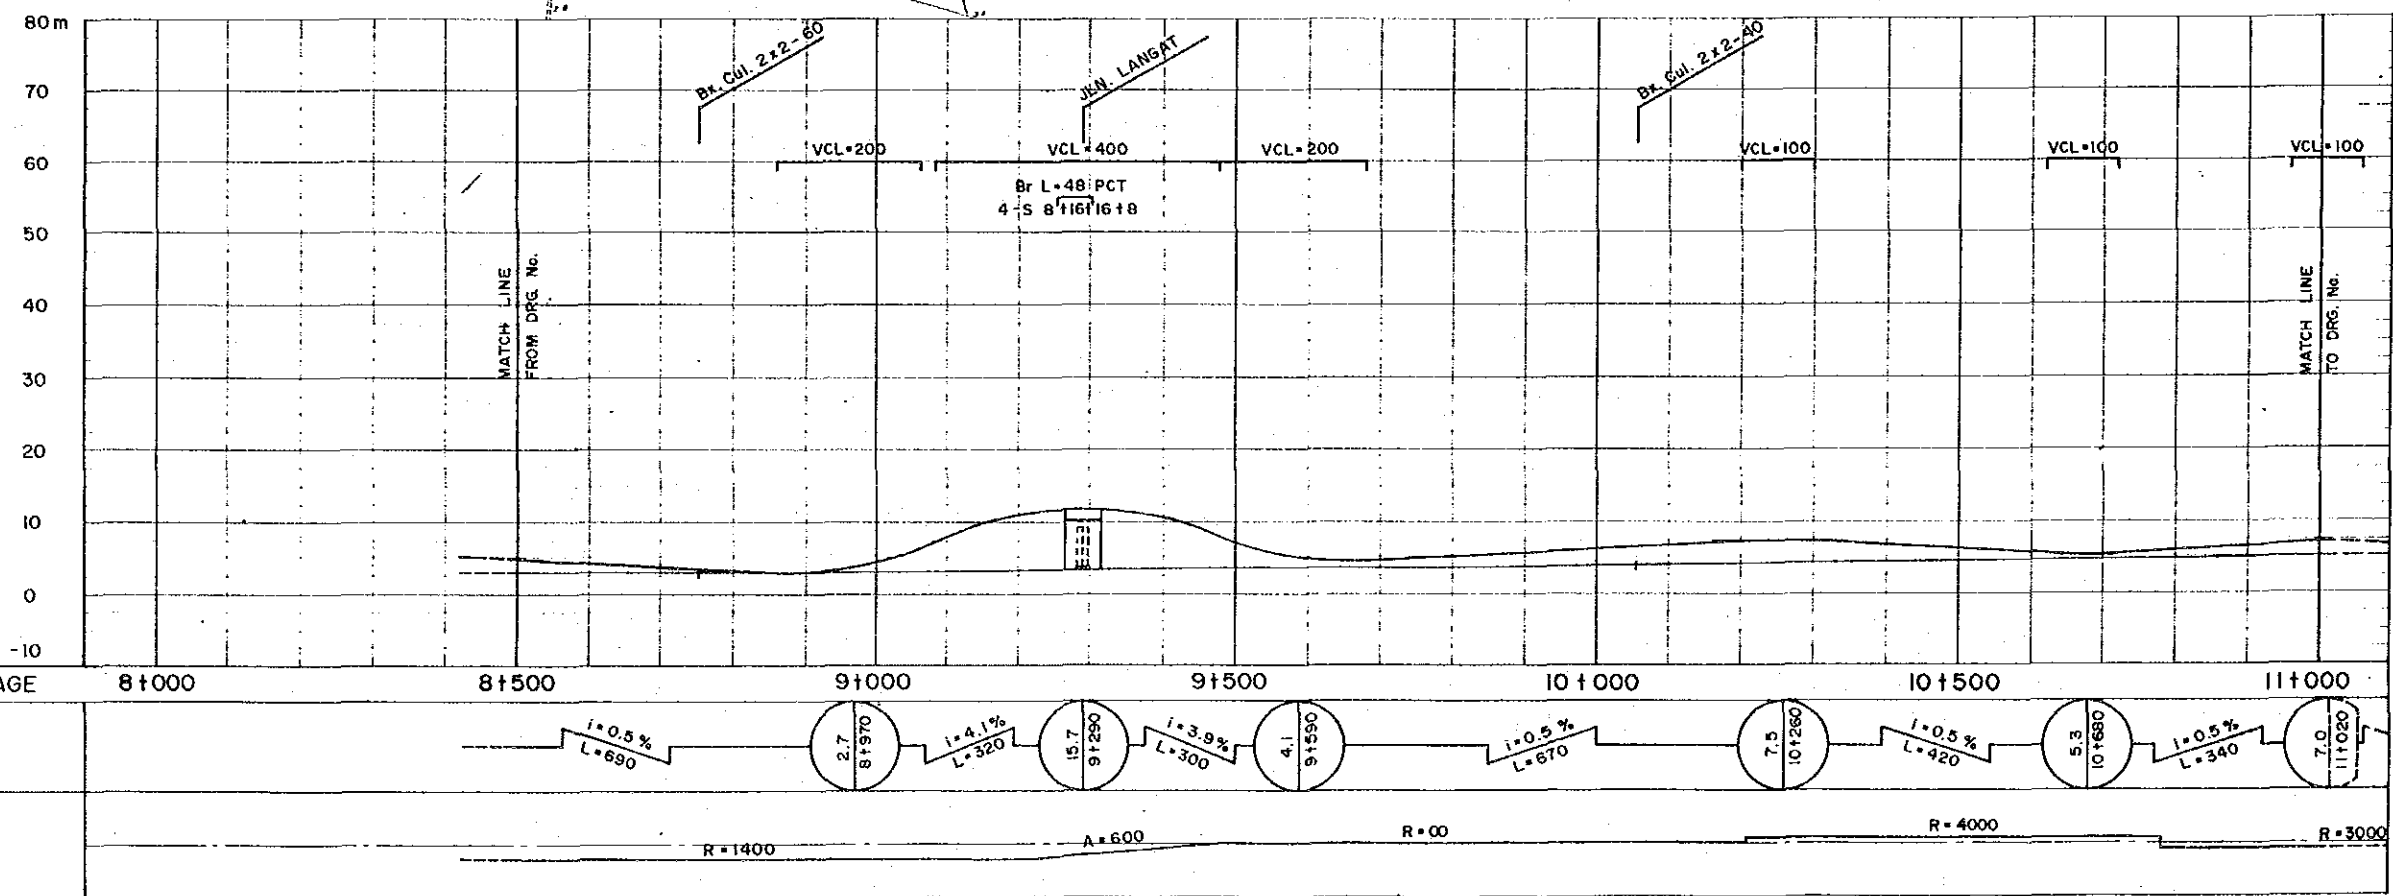 80m
70
60
50
40
30
20
10
0
-10
Bx. Cul. 2x2-60
JLN. LANGAT
Bx. Cul. 2x2-40
VCL=200
VCL=400
VCL=200
VCL=100
VCL=100
VCL=100
Br L=48 PCT
4-S 8+16+16+8
MATCH LINE
FROM DRG. No.
MATCH LINE
TO DRG. No.
AGE
8+000
8+500
9+000
9+500
10+000
10+500
11+000
i=0.5%
L=690
2.7
8+970
i=4.1%
L=320
15.7
9+290
i=3.9%
L=300
4.1
9+590
i=0.5%
L=670
7.5
10+260
i=0.5%
L=420
5.3
10+680
i=0.5%
L=340
7.0
11+020
R=1400
A=600
R=∞
R=4000
R=3000